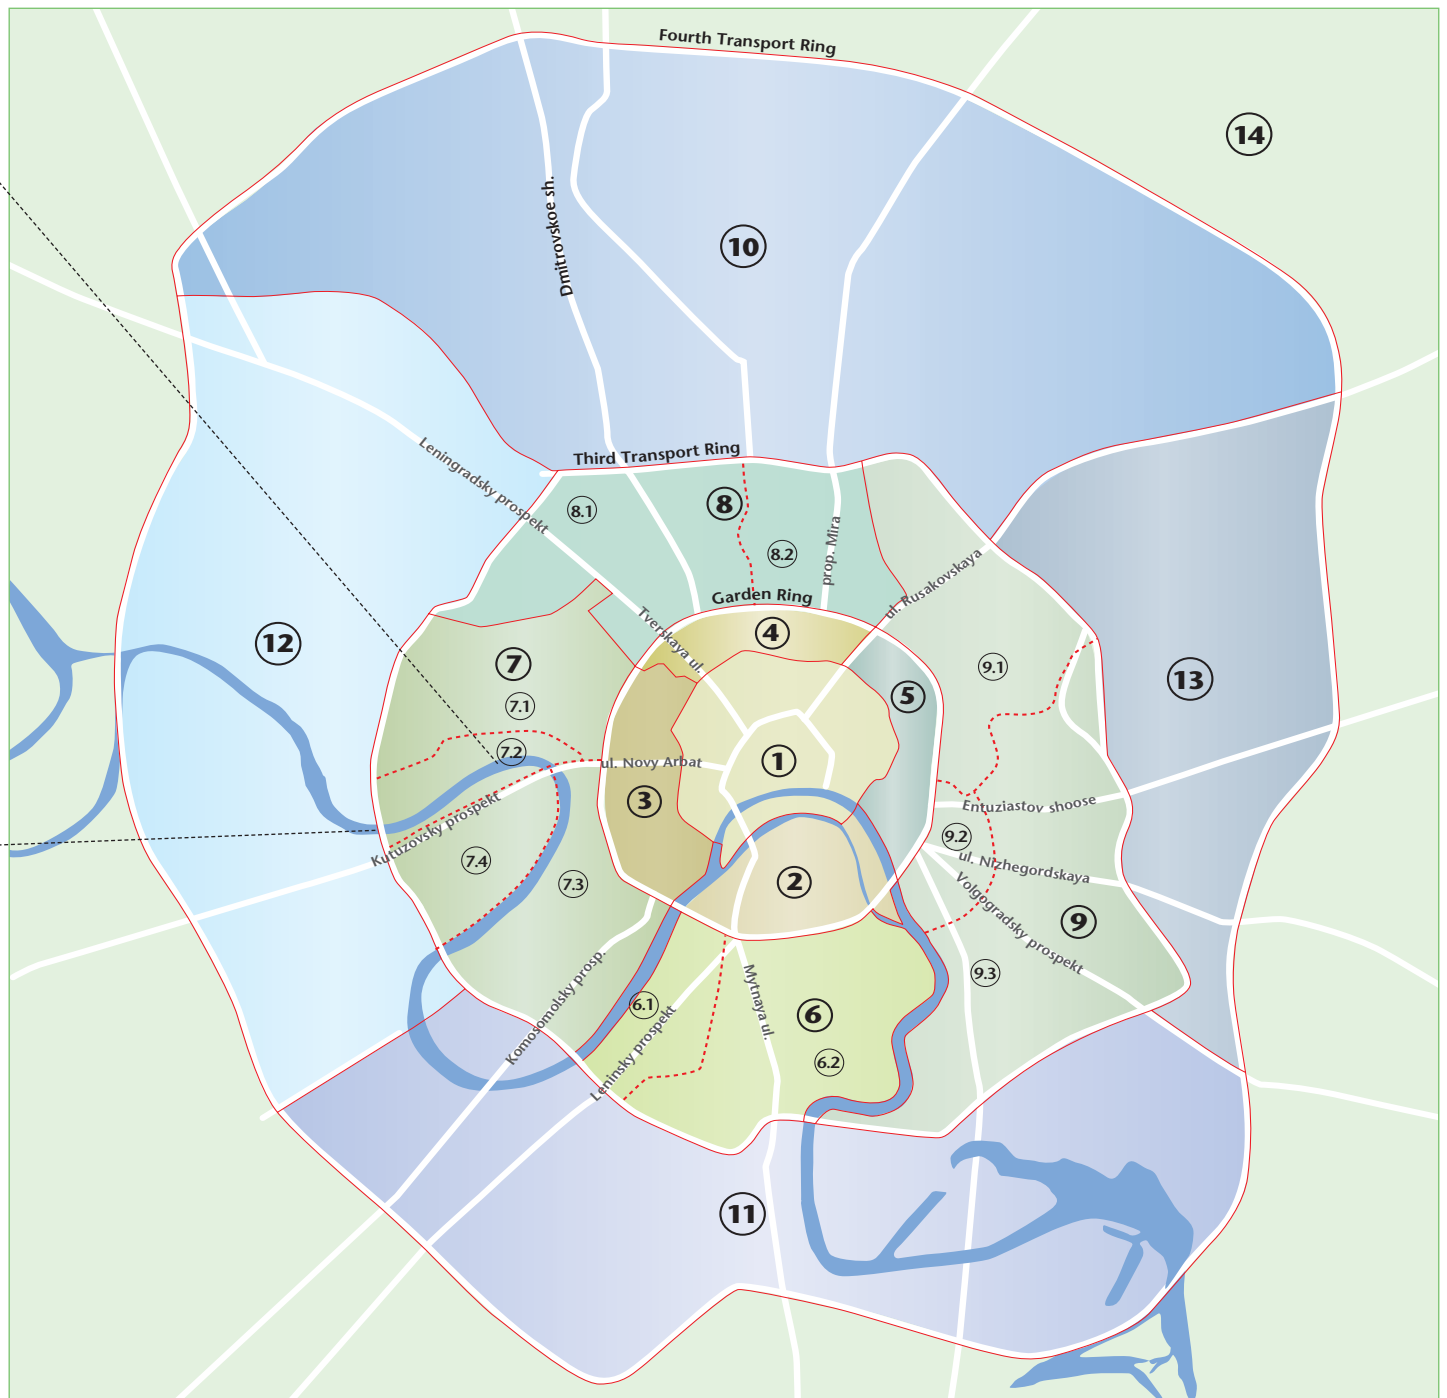 Fourth Transport Ring
14
Dmitrovskoe sh.
10
Leningradsky prospekt
Third Transport Ring
8.1
8
8.2
prop. Mira
ul. Rusakovskaya
Garden Ring
Tverskaya ul.
4
12
7
9.1
13
5
7.1
7.2
ul. Novy Arbat
1
3
Entuziastov shoose
Kutuzovsky prospekt
9.2
7.4
ul. Nizhegordskaya
7.3
2
Volgogradsky prospekt
9
Komosomolsky prosp.
9.3
Mytnaya ul.
6.1
6
Leninsky prospekt
6.2
11